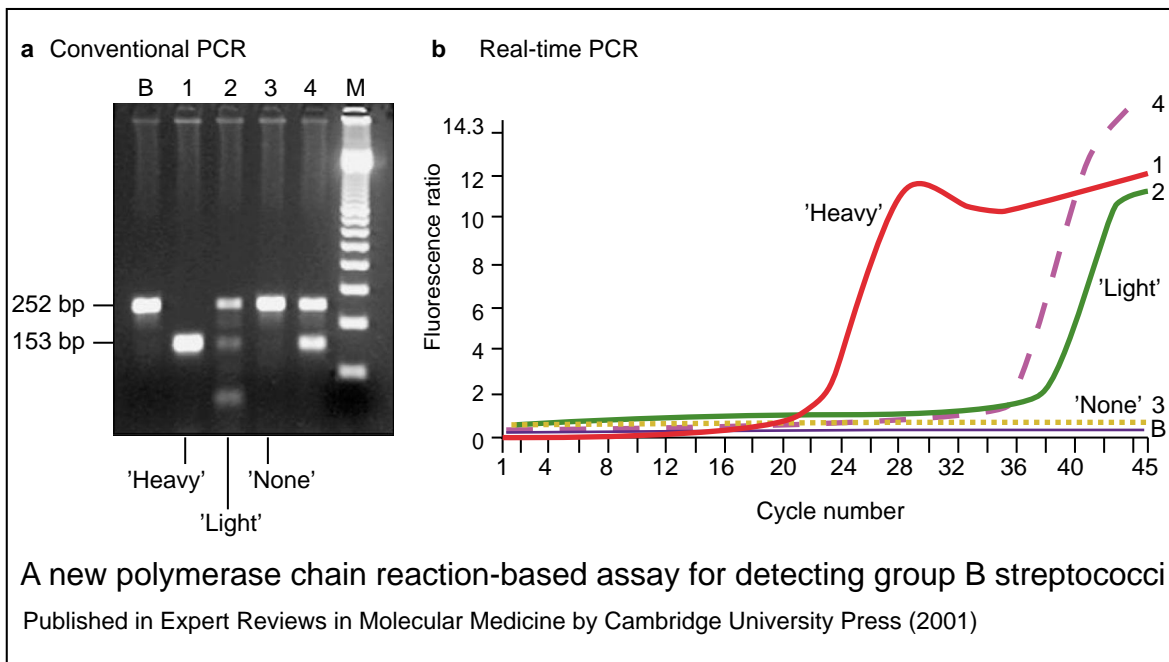 a Conventional PCR
B 1 2 3 4 M
252 bp
153 bp
'Heavy' 'None'
'Light'
b Real-time PCR
Fluorescence ratio
14.3
12
10
8
6
4
2
0
1 4 8 12 16 20 24 28 32 36 40 45
Cycle number
'Heavy'
4
1
2
'Light'
'None' 3
B
A new polymerase chain reaction-based assay for detecting group B streptococci
Published in Expert Reviews in Molecular Medicine by Cambridge University Press (2001)